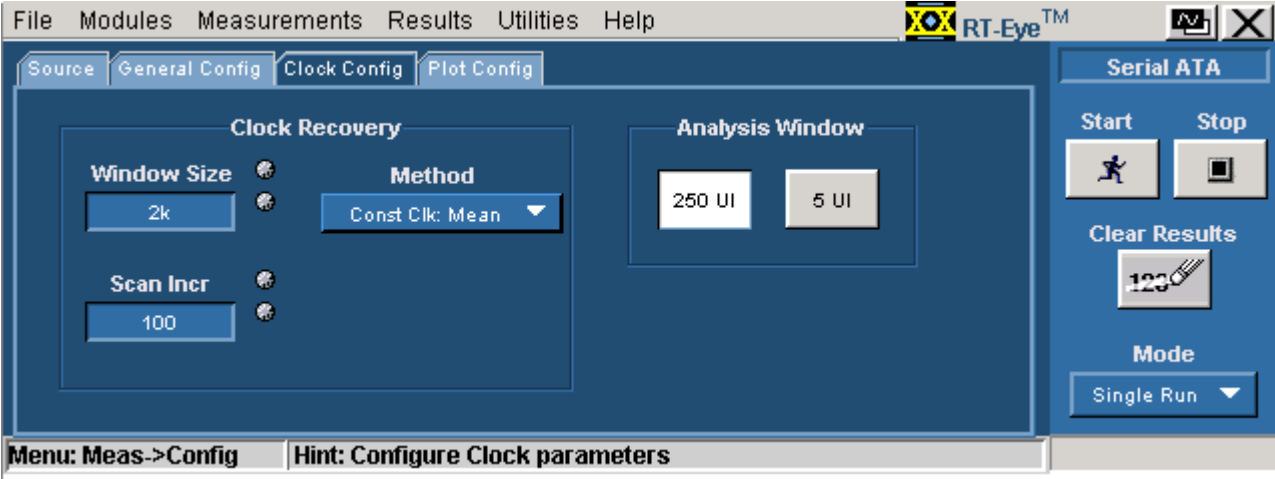 File Modules Measurements Results Utilities Help RT-Eye™
Source General Config Clock Config Plot Config Serial ATA
Clock Recovery Analysis Window Start Stop
Window Size Method
2k Const Clk: Mean 250 UI 5 UI
Clear Results
Scan Incr
100 123
Mode
Single Run
Menu: Meas->Config Hint: Configure Clock parameters